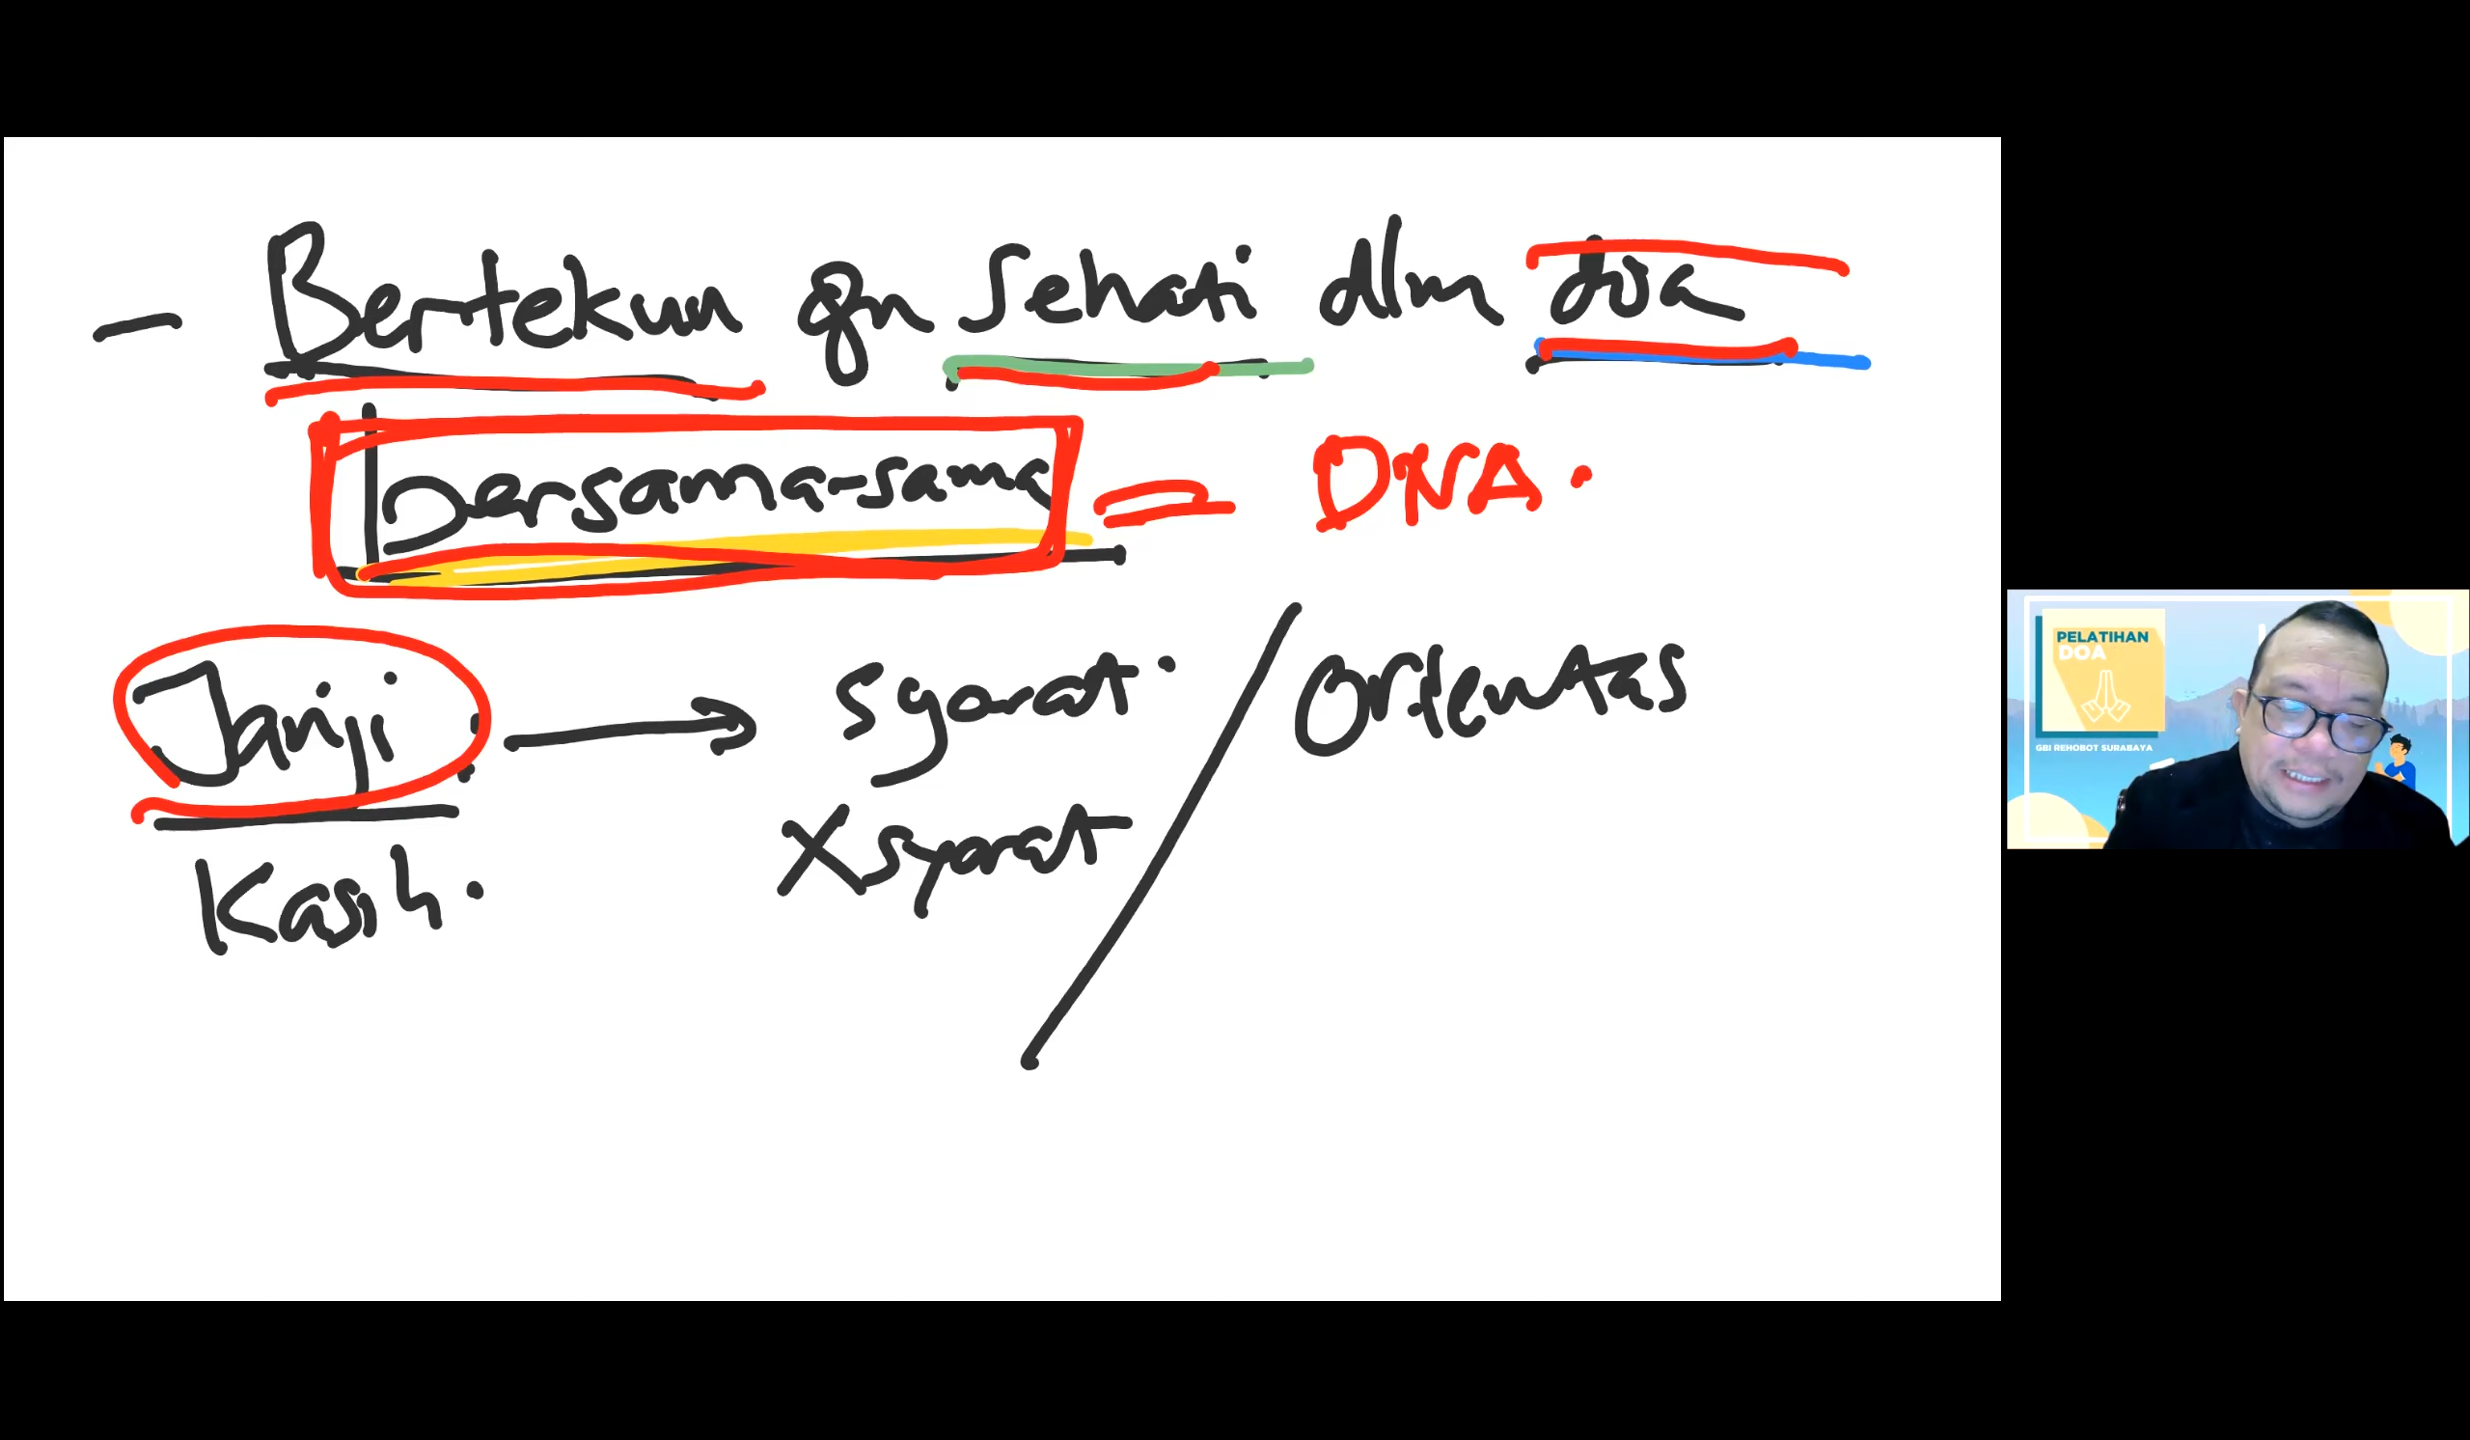 - Bertekun dgn Sehati dlm doa
bersama-sama = DNA.
Janji → Syarat. / Orientas
Kasih. X syarat
PELATIHAN
DOA
GBI REHOBOT SURABAYA